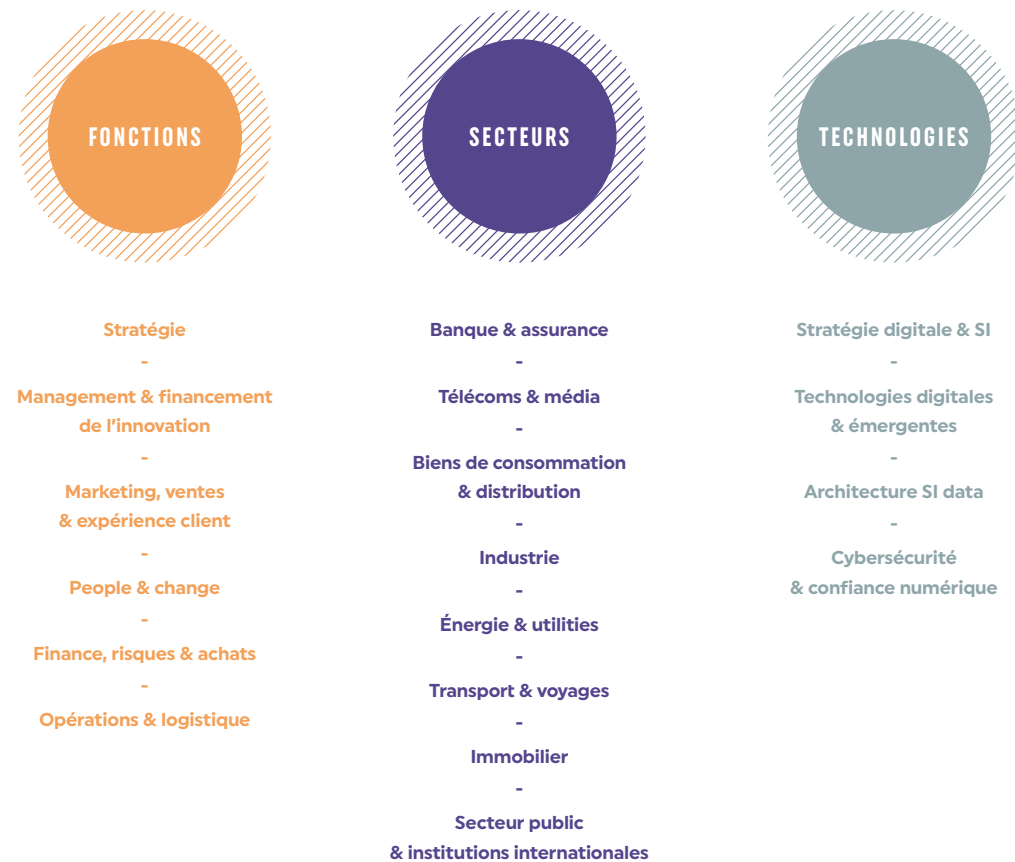 FONCTIONS
Stratégie
-
Management & financement
de l'innovation
-
Marketing, ventes
& expérience client
-
People & change
-
Finance, risques & achats
-
Opérations & logistique
SECTEURS
Banque & assurance
-
Télécoms & média
-
Biens de consommation
& distribution
-
Industrie
-
Énergie & utilities
-
Transport & voyages
-
Immobilier
-
Secteur public
& institutions internationales
TECHNOLOGIES
Stratégie digitale & SI
-
Technologies digitales
& émergentes
-
Architecture SI data
-
Cybersécurité
& confiance numérique